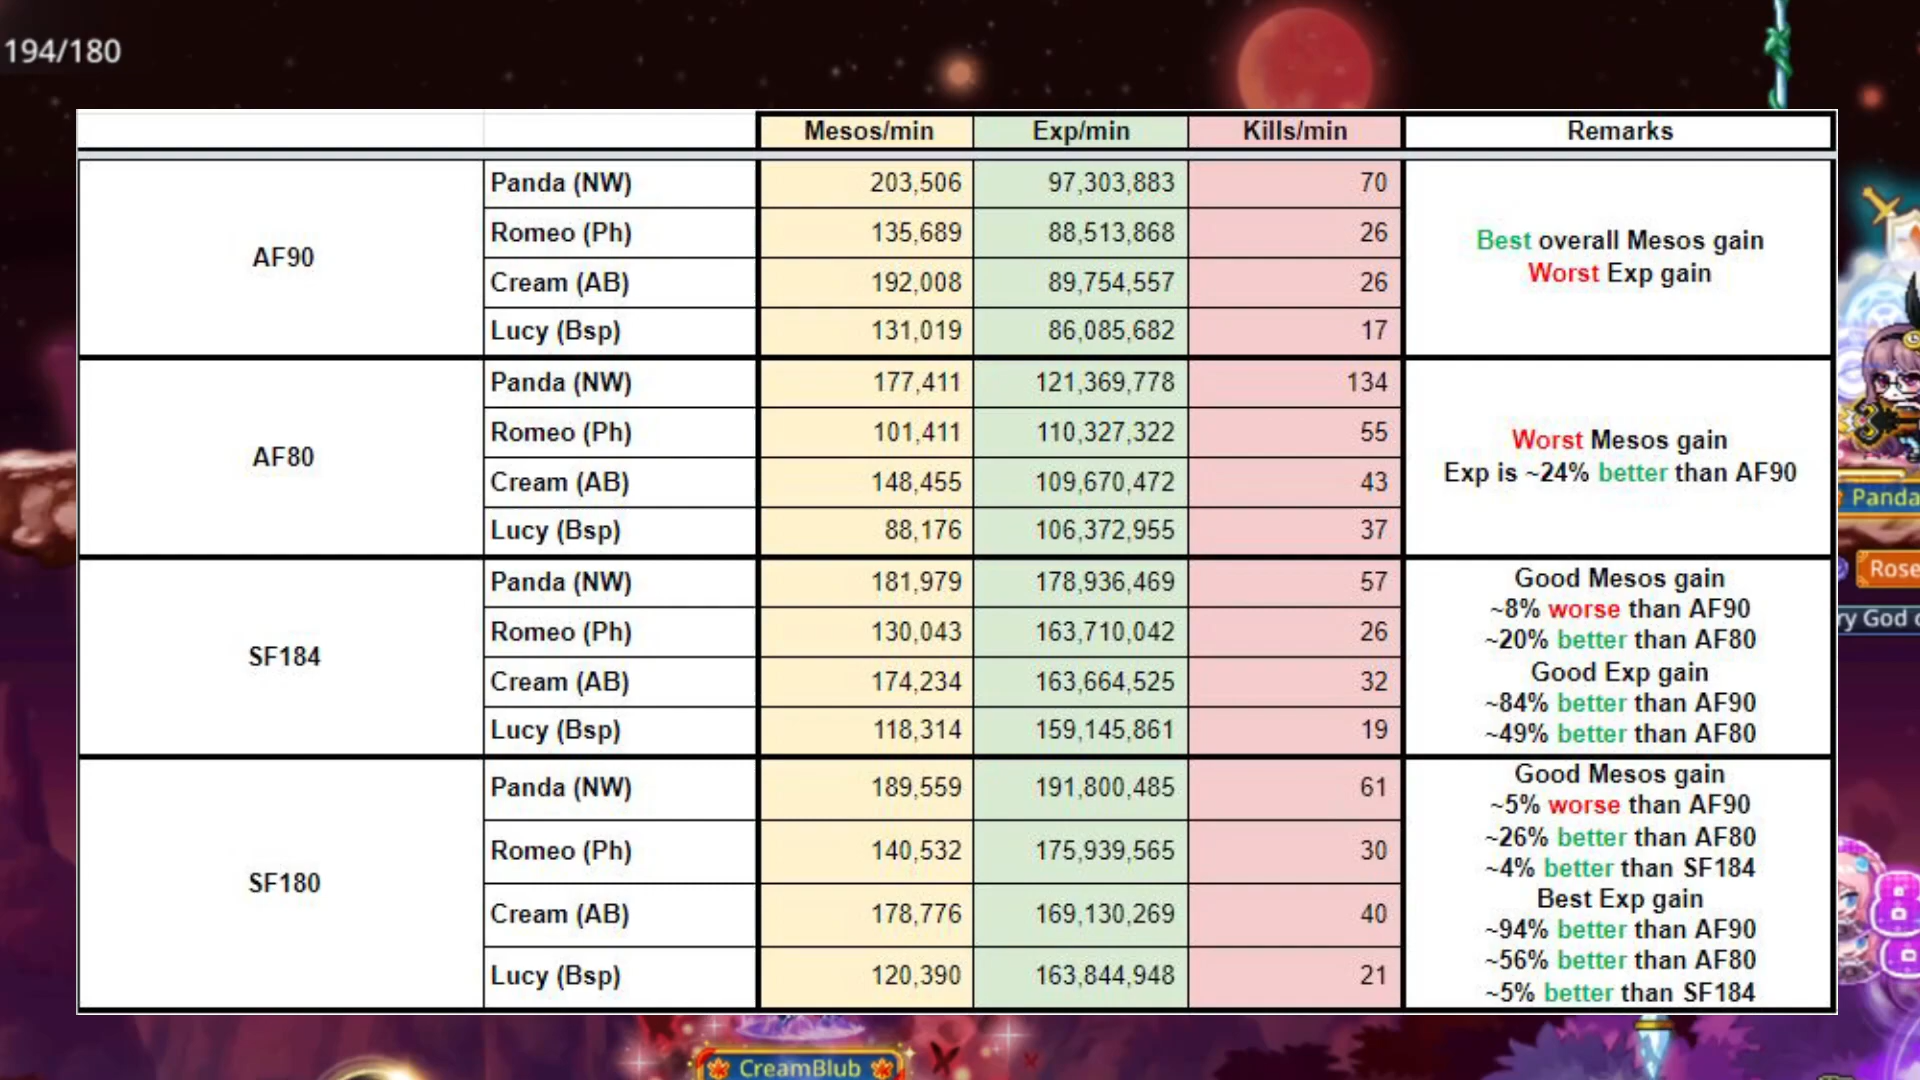 194/180
Mesos/min Exp/min Kills/min Remarks
AF90
Panda (NW) 203,506 97,303,883 70
Romeo (Ph) 135,689 88,513,868 26
Cream (AB) 192,008 89,754,557 26
Lucy (Bsp) 131,019 86,085,682 17
Best overall Mesos gain
Worst Exp gain
AF80
Panda (NW) 177,411 121,369,778 134
Romeo (Ph) 101,411 110,327,322 55
Cream (AB) 148,455 109,670,472 43
Lucy (Bsp) 88,176 106,372,955 37
Worst Mesos gain
Exp is ~24% better than AF90
SF184
Panda (NW) 181,979 178,936,469 57
Romeo (Ph) 130,043 163,710,042 26
Cream (AB) 174,234 163,664,525 32
Lucy (Bsp) 118,314 159,145,861 19
Good Mesos gain
~8% worse than AF90
~20% better than AF80
Good Exp gain
~84% better than AF90
~49% better than AF80
SF180
Panda (NW) 189,559 191,800,485 61
Romeo (Ph) 140,532 175,939,565 30
Cream (AB) 178,776 169,130,269 40
Lucy (Bsp) 120,390 163,844,948 21
Good Mesos gain
~5% worse than AF90
~26% better than AF80
~4% better than SF184
Best Exp gain
~94% better than AF90
~56% better than AF80
~5% better than SF184
Panda
Rose
ry God
CreamBlub